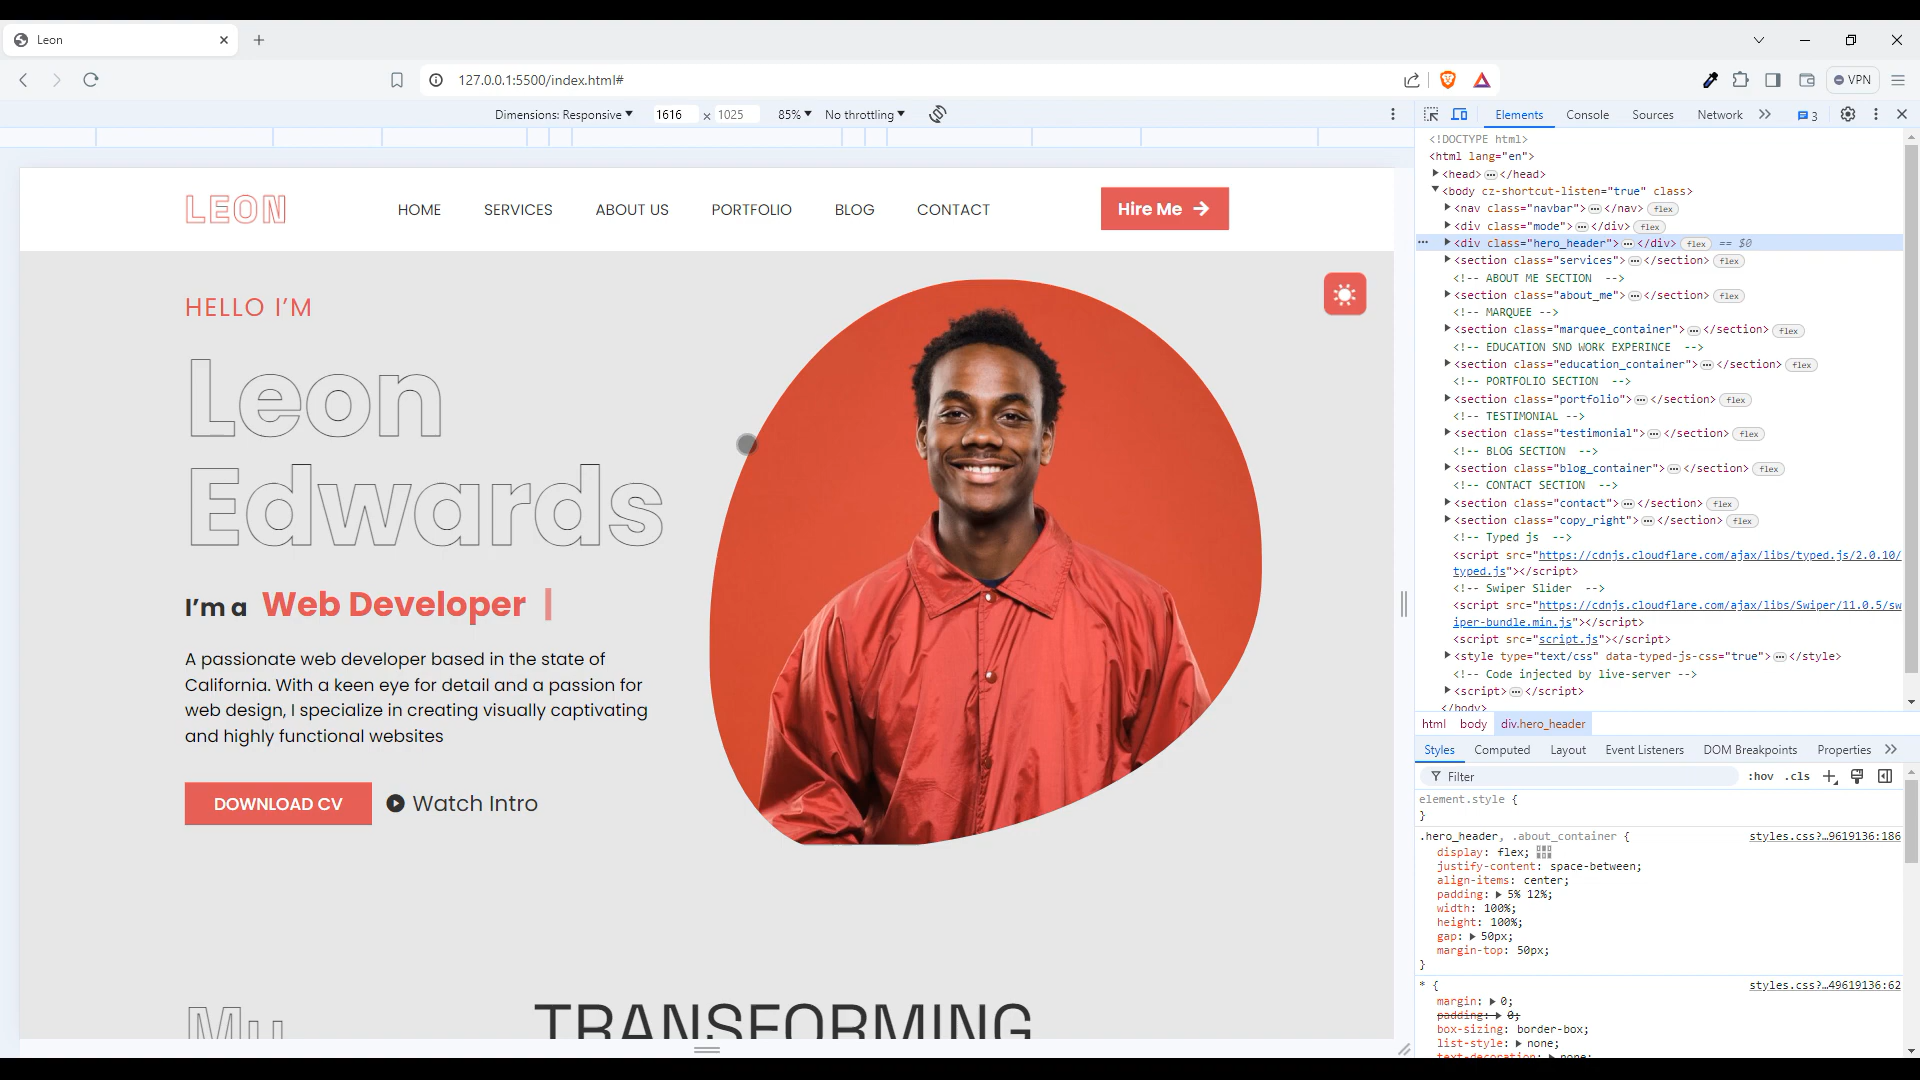 Leon
127.0.0.1:5500/index.html#
VPN
Dimensions: Responsive
1616 × 1025
85%
No throttling
Elements Console Sources Network
3
LEON
HOME SERVICES ABOUT US PORTFOLIO BLOG CONTACT
Hire Me
HELLO I'M
Leon
Edwards
I'm a Web Developer |
A passionate web developer based in the state of
California. With a keen eye for detail and a passion for
web design, I specialize in creating visually captivating
and highly functional websites
DOWNLOAD CV
Watch Intro
My
TRANSFORMING
<!DOCTYPE html>
<html lang="en">
<head> ••• </head>
<body cz-shortcut-listen="true" class>
<nav class="navbar"> ••• </nav> flex
<div class="mode"> ••• </div> flex
••• <div class="hero_header"> ••• </div> flex == $0
<section class="services"> ••• </section> flex
<!-- ABOUT ME SECTION -->
<section class="about_me"> ••• </section> flex
<!-- MARQUEE -->
<section class="marquee_container"> ••• </section> flex
<!-- EDUCATION SND WORK EXPERINCE -->
<section class="education_container"> ••• </section> flex
<!-- PORTFOLIO SECTION -->
<section class="portfolio"> ••• </section> flex
<!-- TESTIMONIAL -->
<section class="testimonial"> ••• </section> flex
<!-- BLOG SECTION -->
<section class="blog_container"> ••• </section> flex
<!-- CONTACT SECTION -->
<section class="contact"> ••• </section> flex
<section class="copy_right"> ••• </section> flex
<!-- Typed js -->
<script src="https://cdnjs.cloudflare.com/ajax/libs/typed.js/2.0.10/
typed.js"></script>
<!-- Swiper Slider -->
<script src="https://cdnjs.cloudflare.com/ajax/libs/Swiper/11.0.5/sw
iper-bundle.min.js"></script>
<script src="script.js"></script>
<style type="text/css" data-typed-js-css="true"> ••• </style>
<!-- Code injected by live-server -->
<script> ••• </script>
</body>
html body div.hero_header
Styles Computed Layout Event Listeners DOM Breakpoints Properties
Filter
:hov .cls
element.style {
}
.hero_header, .about_container {
styles.css?…9619136:186
display: flex;
justify-content: space-between;
align-items: center;
padding: 5% 12%;
width: 100%;
height: 100%;
gap: 50px;
margin-top: 50px;
}
* {
styles.css?…49619136:62
margin: 0;
padding: 0;
box-sizing: border-box;
list-style: none;
text-decoration: none;